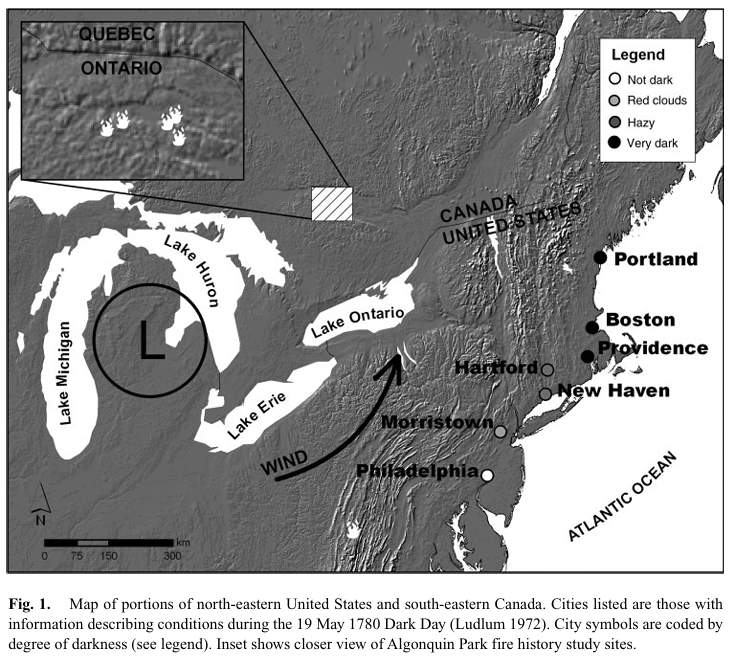 QUEBEC
ONTARIO
Legend
Not dark
Red clouds
Hazy
Very dark
CANADA
UNITED STATES
Lake Huron
Portland
Lake Ontario
Boston
L
Providence
Lake Michigan
Hartford
New Haven
Lake Erie
Morristown
WIND
Philadelphia
ATLANTIC OCEAN
N
km
0 75 150 300
Fig. 1. Map of portions of north-eastern United States and south-eastern Canada. Cities listed are those with
information describing conditions during the 19 May 1780 Dark Day (Ludlum 1972). City symbols are coded by
degree of darkness (see legend). Inset shows closer view of Algonquin Park fire history study sites.